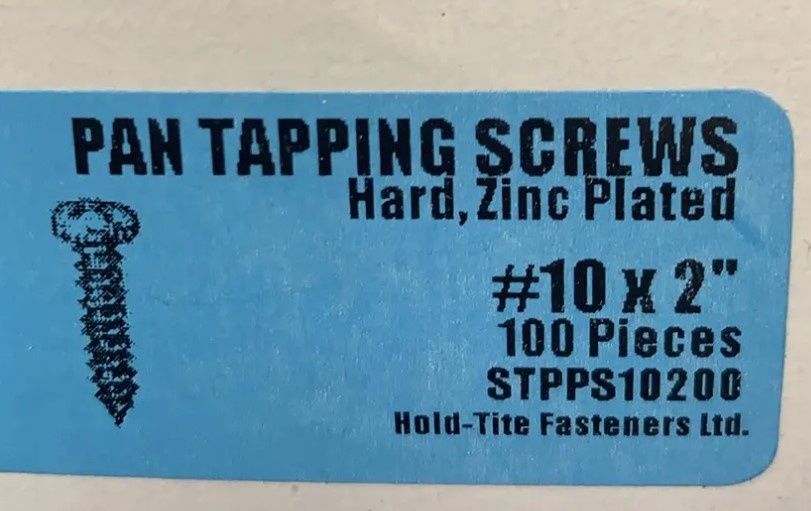 PAN TAPPING SCREWS
Hard, Zinc Plated
#10 x 2"
100 Pieces
STPPS10200
Hold-Tite Fasteners Ltd.